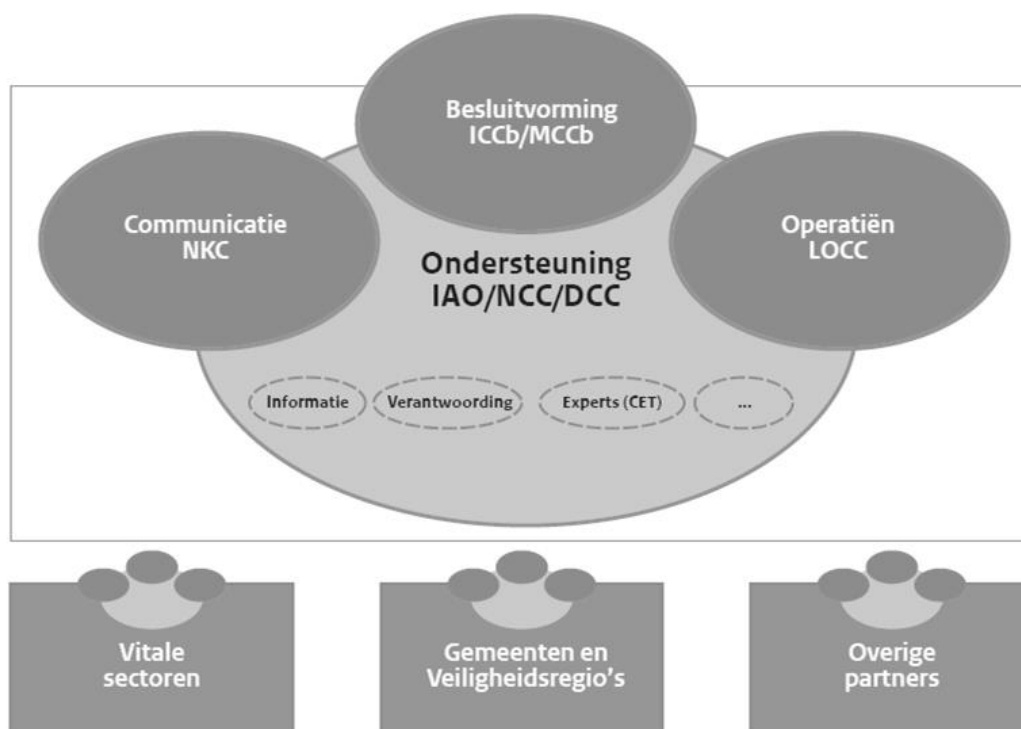 Besluitvorming
ICCb/MCCb
Communicatie
NKC
Operatiën
LOCC
Ondersteuning
IAO/NCC/DCC
Informatie
Verantwoording
Experts (CET)
...
Vitale
sectoren
Gemeenten en
Veiligheidsregio's
Overige
partners